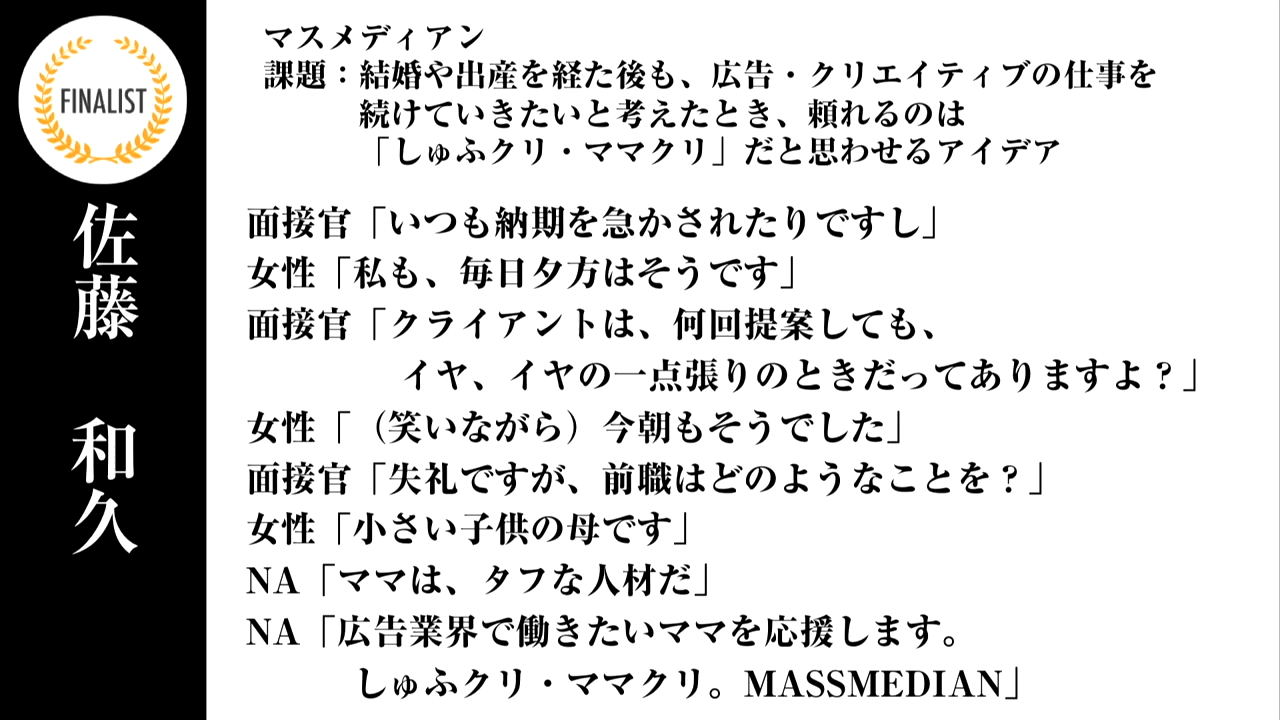 FINALIST
佐藤 和久
マスメディアン
課題：結婚や出産を経た後も、広告・クリエイティブの仕事を
続けていきたいと考えたとき、頼れるのは
「しゅふクリ・ママクリ」だと思わせるアイデア
面接官「いつも納期を急かされたりですし」
女性「私も、毎日夕方はそうです」
面接官「クライアントは、何回提案しても、
イヤ、イヤの一点張りのときだってありますよ？」
女性「（笑いながら）今朝もそうでした」
面接官「失礼ですが、前職はどのようなことを？」
女性「小さい子供の母です」
NA「ママは、タフな人材だ」
NA「広告業界で働きたいママを応援します。
しゅふクリ・ママクリ。MASSMEDIAN」